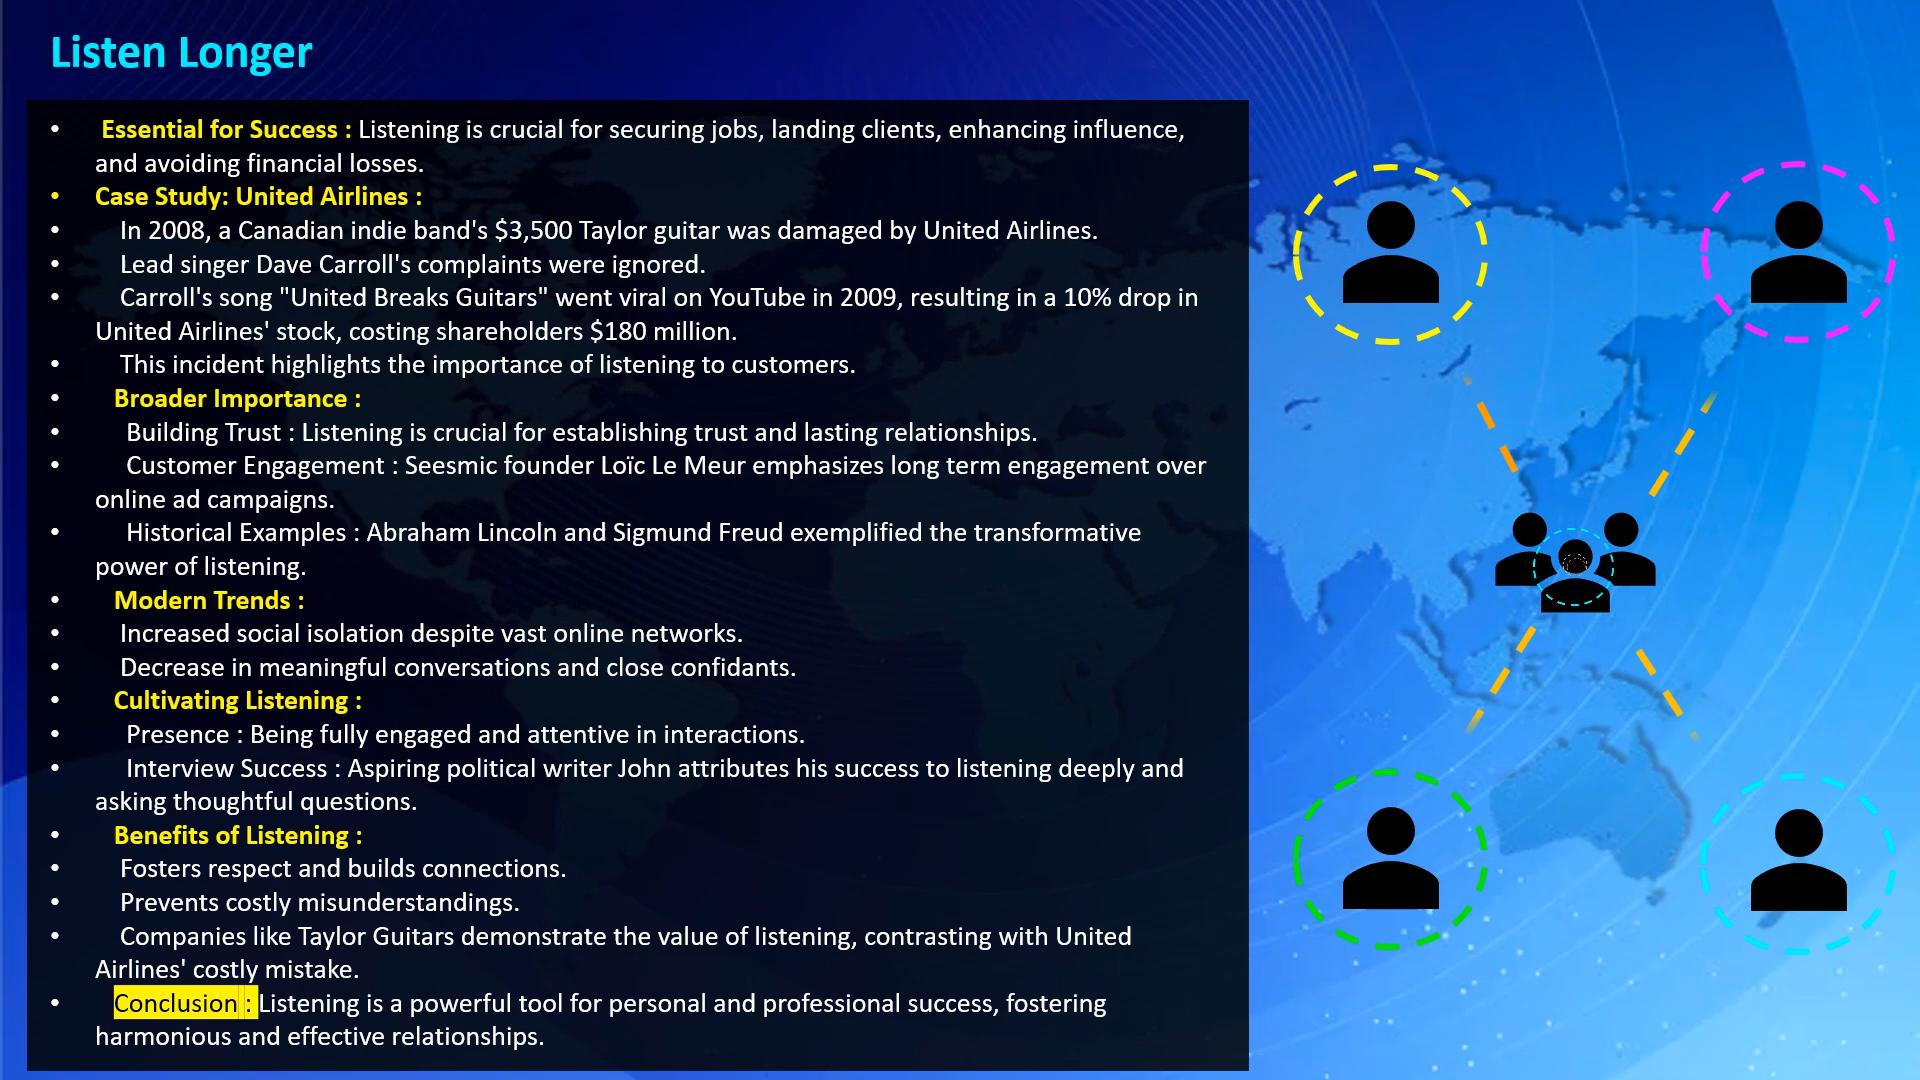 Listen Longer
• Essential for Success : Listening is crucial for securing jobs, landing clients, enhancing influence,
and avoiding financial losses.
• Case Study: United Airlines :
• In 2008, a Canadian indie band's $3,500 Taylor guitar was damaged by United Airlines.
• Lead singer Dave Carroll's complaints were ignored.
• Carroll's song "United Breaks Guitars" went viral on YouTube in 2009, resulting in a 10% drop in
United Airlines' stock, costing shareholders $180 million.
• This incident highlights the importance of listening to customers.
• Broader Importance :
• Building Trust : Listening is crucial for establishing trust and lasting relationships.
• Customer Engagement : Seesmic founder Loïc Le Meur emphasizes long term engagement over
online ad campaigns.
• Historical Examples : Abraham Lincoln and Sigmund Freud exemplified the transformative
power of listening.
• Modern Trends :
• Increased social isolation despite vast online networks.
• Decrease in meaningful conversations and close confidants.
• Cultivating Listening :
• Presence : Being fully engaged and attentive in interactions.
• Interview Success : Aspiring political writer John attributes his success to listening deeply and
asking thoughtful questions.
• Benefits of Listening :
• Fosters respect and builds connections.
• Prevents costly misunderstandings.
• Companies like Taylor Guitars demonstrate the value of listening, contrasting with United
Airlines' costly mistake.
• Conclusion : Listening is a powerful tool for personal and professional success, fostering
harmonious and effective relationships.